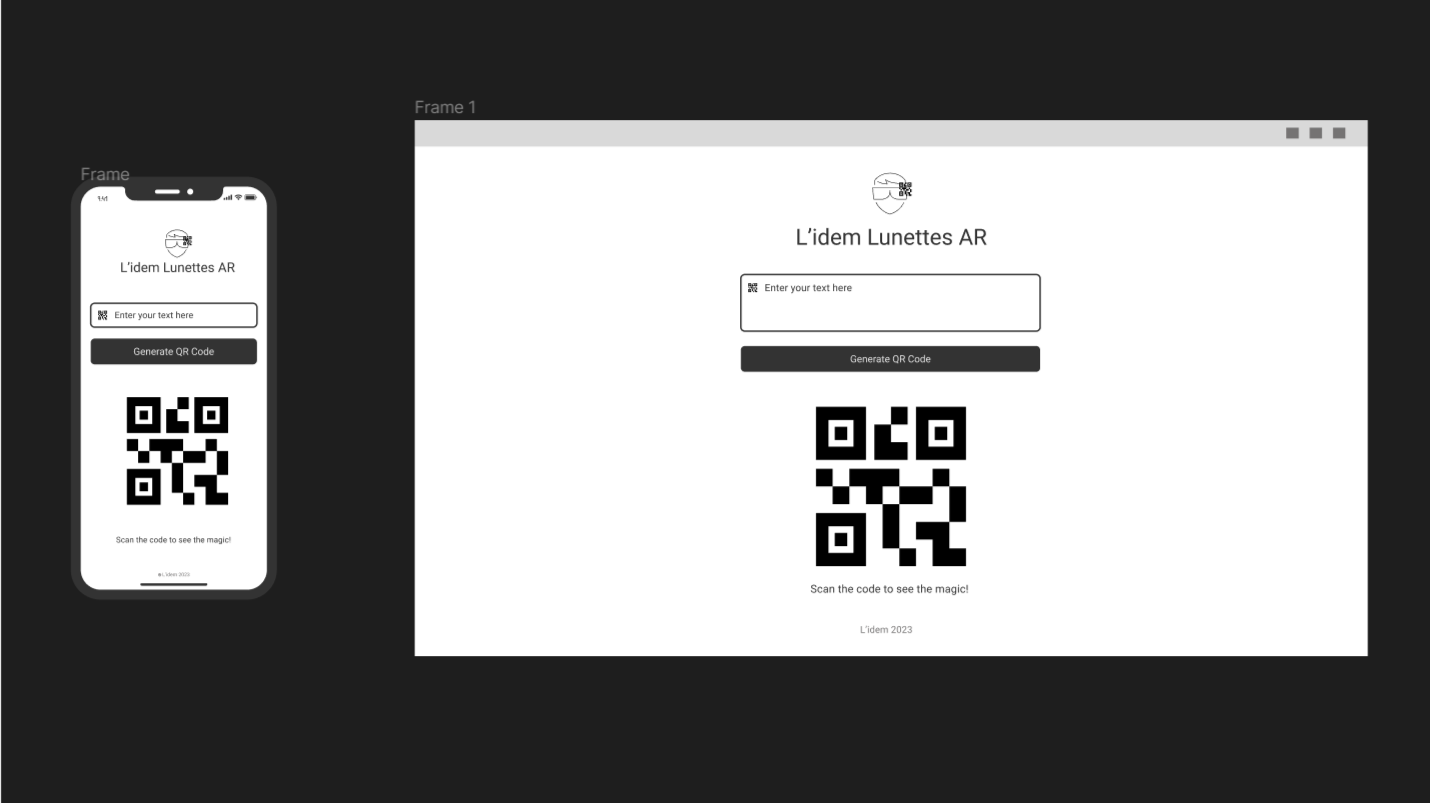 Frame 1
Frame
9:41
L’idem Lunettes AR
Enter your text here
Generate QR Code
Scan the code to see the magic!
© L'idem 2023
L’idem Lunettes AR
Enter your text here
Generate QR Code
Scan the code to see the magic!
L'idem 2023